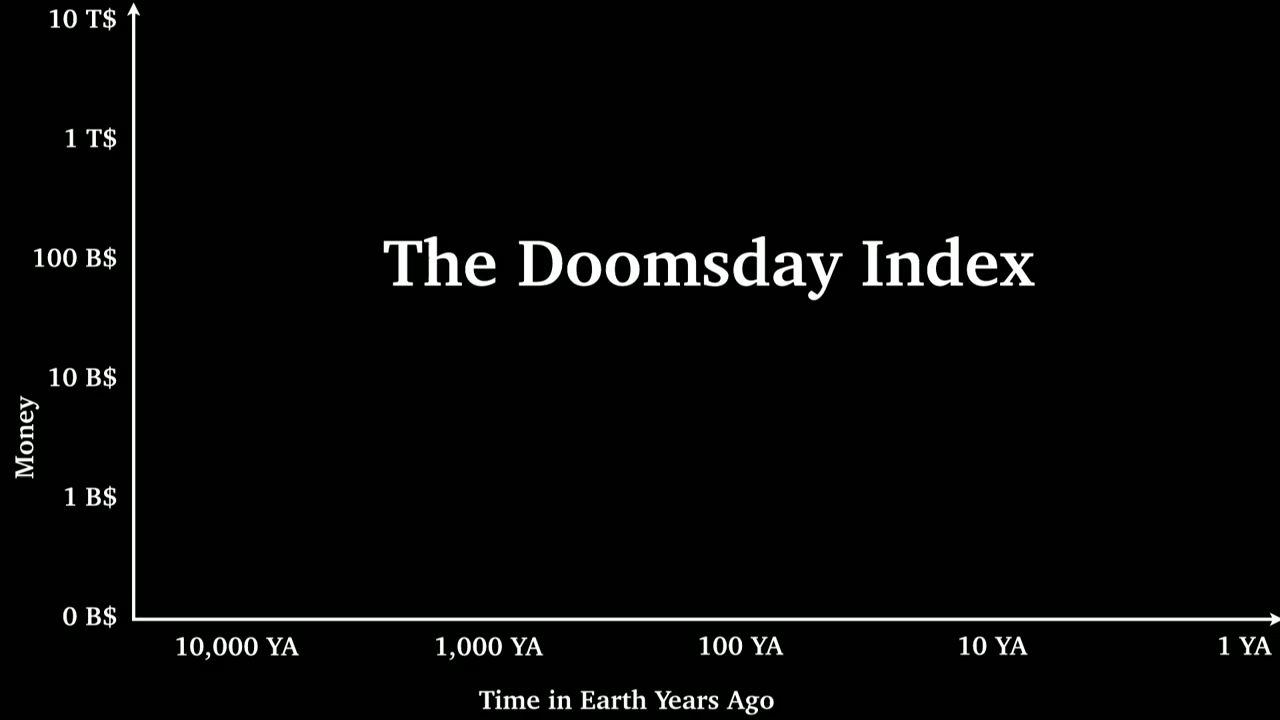 10 T$
1 T$
100 B$
The Doomsday Index
10 B$
Money
1 B$
0 B$
10,000 YA 1,000 YA 100 YA 10 YA 1 YA
Time in Earth Years Ago